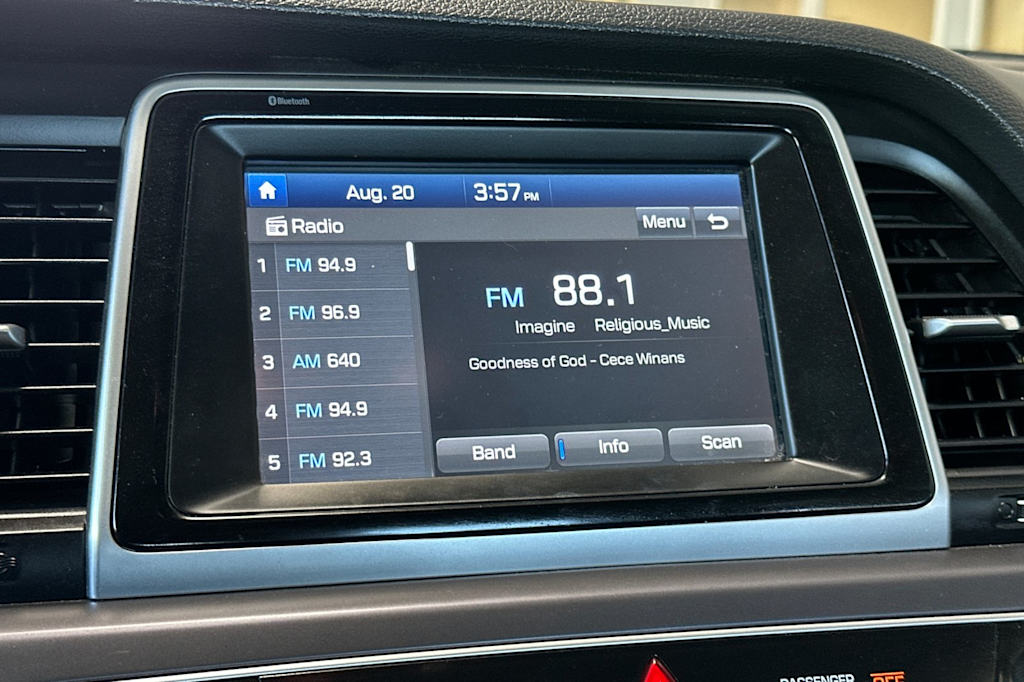 Bluetooth
Aug. 20 3:57 PM
Radio Menu
1 FM 94.9
2 FM 96.9
3 AM 640
4 FM 94.9
5 FM 92.3
FM 88.1
Imagine Religious_Music
Goodness of God - Cece Winans
Band Info Scan
PASSENGER OFF